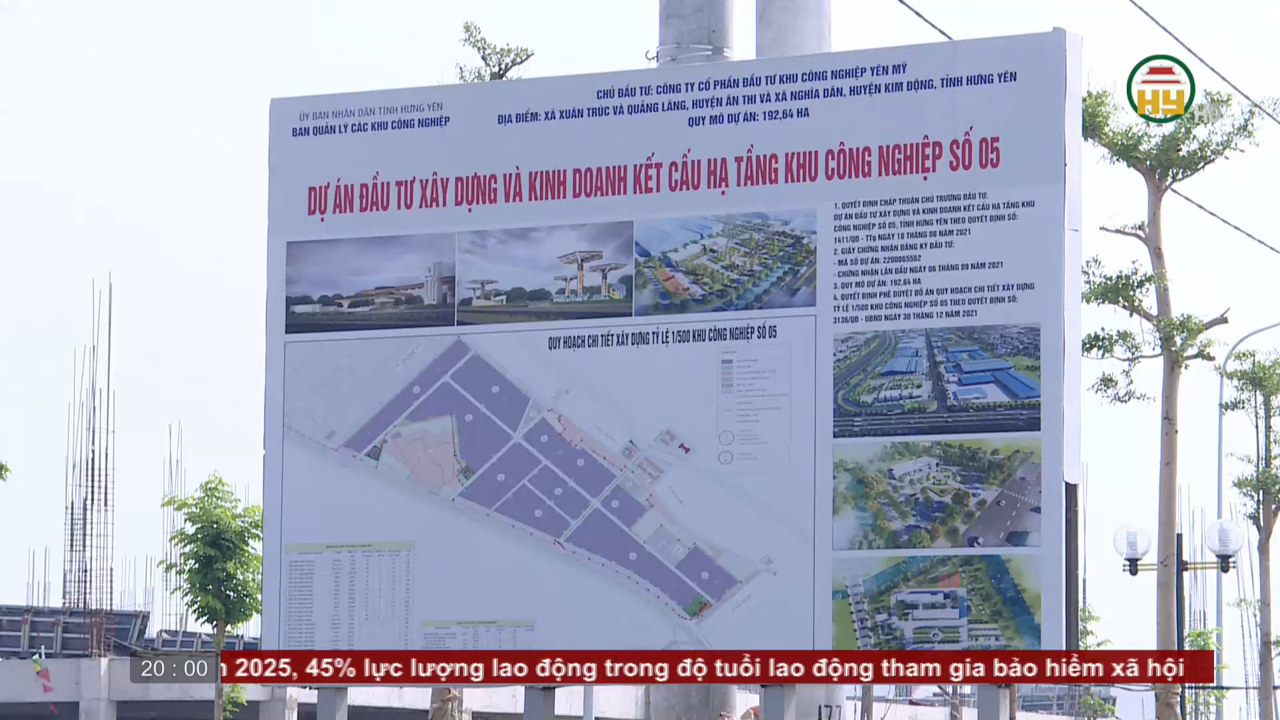 ỦY BAN NHÂN DÂN TỈNH HƯNG YÊN
BAN QUẢN LÝ CÁC KHU CÔNG NGHIỆP
CHỦ ĐẦU TƯ: CÔNG TY CỔ PHẦN ĐẦU TƯ KHU CÔNG NGHIỆP YÊN MỸ
ĐỊA ĐIỂM: XÃ XUÂN TRÚC VÀ QUẢNG LÃNG, HUYỆN ÂN THI VÀ XÃ NGHĨA DÂN, HUYỆN KIM ĐỘNG, TỈNH HƯNG YÊN
QUY MÔ DỰ ÁN: 192,64 HA
HY
DỰ ÁN ĐẦU TƯ XÂY DỰNG VÀ KINH DOANH KẾT CẤU HẠ TẦNG KHU CÔNG NGHIỆP SỐ 05
1. QUYẾT ĐỊNH CHẤP THUẬN CHỦ TRƯƠNG ĐẦU TƯ:
DỰ ÁN ĐẦU TƯ XÂY DỰNG VÀ KINH DOANH KẾT CẤU HẠ TẦNG KHU
CÔNG NGHIỆP SỐ 05, TỈNH HƯNG YÊN THEO QUYẾT ĐỊNH SỐ:
1411/QĐ - TTg NGÀY 16 THÁNG 08 NĂM 2021
2. GIẤY CHỨNG NHẬN ĐĂNG KÝ ĐẦU TƯ:
- MÃ SỐ DỰ ÁN: 2200865562
- CHỨNG NHẬN LẦN ĐẦU NGÀY 06 THÁNG 09 NĂM 2021
3. QUY MÔ DỰ ÁN: 192,64 HA
4. QUYẾT ĐỊNH PHÊ DUYỆT ĐỒ ÁN QUY HOẠCH CHI TIẾT XÂY DỰNG
TỶ LỆ 1/500 KHU CÔNG NGHIỆP SỐ 05 THEO QUYẾT ĐỊNH SỐ:
3136/QĐ - UBND NGÀY 30 THÁNG 12 NĂM 2021
QUY HOẠCH CHI TIẾT XÂY DỰNG TỶ LỆ 1/500 KHU CÔNG NGHIỆP SỐ 05
20:00 2025, 45% lực lượng lao động trong độ tuổi lao động tham gia bảo hiểm xã hội